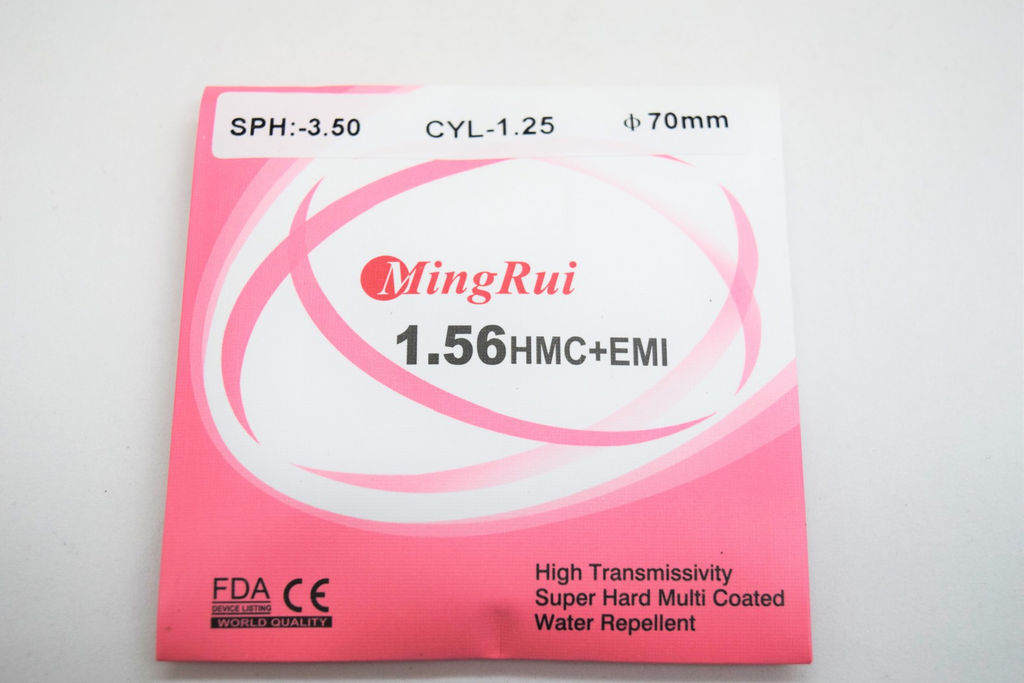 SPH:-3.50 CYL-1.25 ф70mm
MingRui
1.56HMC+EMI
FDA CE
DEVICE LISTING
WORLD QUALITY
High Transmissivity
Super Hard Multi Coated
Water Repellent